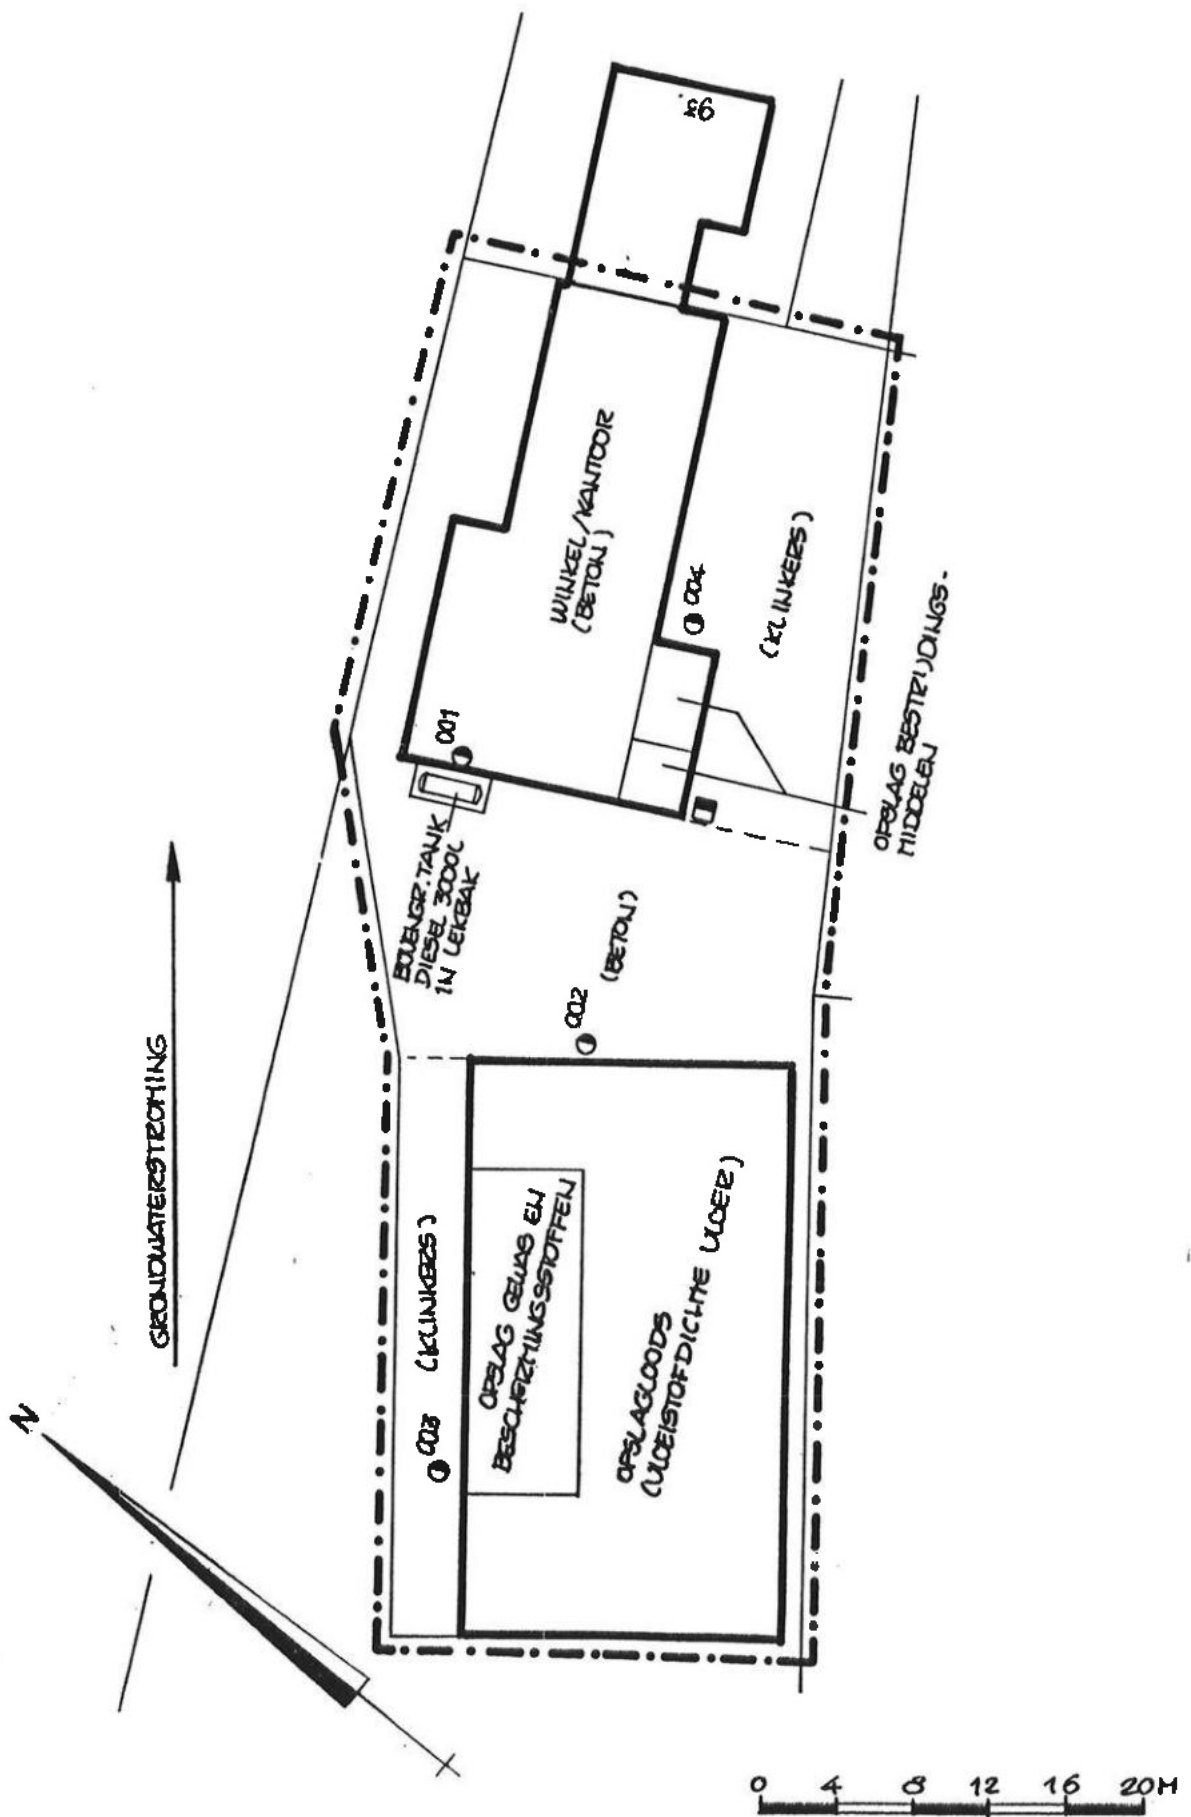 93
WINKEL/KANTOOR
(BETON)
001
004
(KLINKERS)
OPSLAG BESTRIJDINGS-
MIDDELEN
BOVENGR. TANK
DIESEL 3000L
IN LEKBAK
(BETON)
002
GRONDWATERSTROMING
N
003 (KLINKERS)
OPSLAG GEWAS EN
BESCHERMINGSSTOFFEN
OPSLAGLOODS
(VLOEISTOFDICHTE VLOER)
0 4 8 12 16 20M